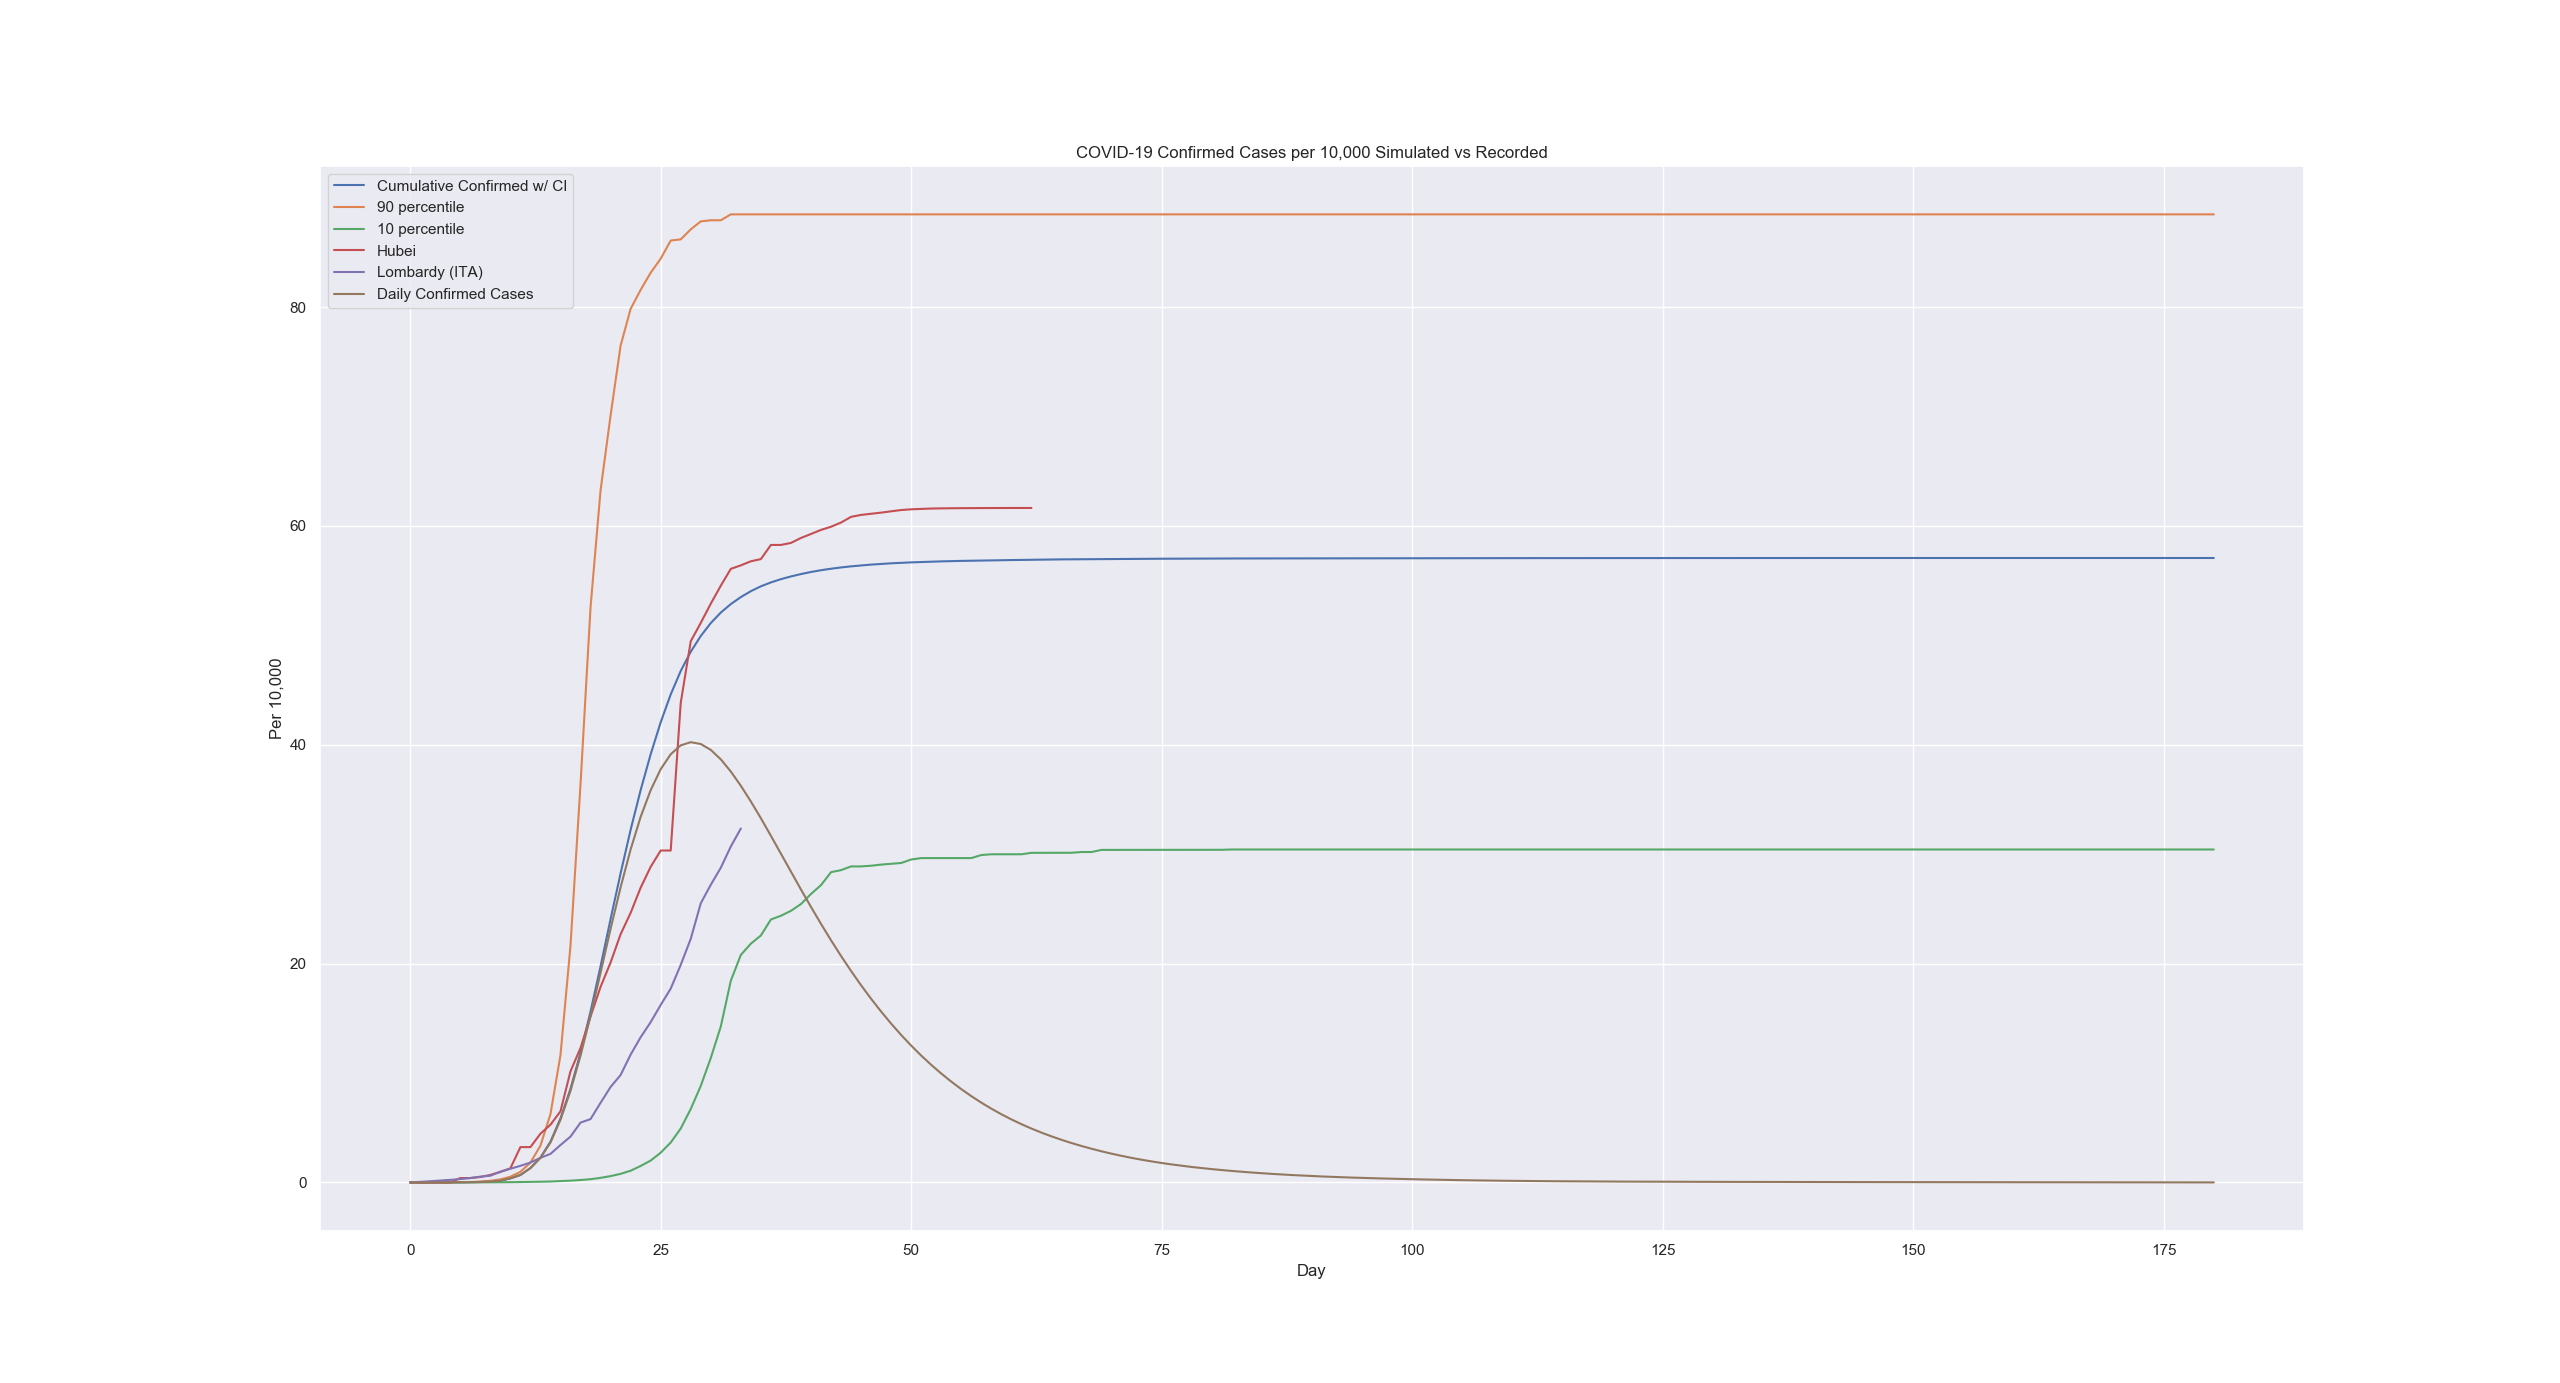 COVID-19 Confirmed Cases per 10,000 Simulated vs Recorded
Cumulative Confirmed w/ CI
90 percentile
10 percentile
Hubei
Lombardy (ITA)
Daily Confirmed Cases
80
60
40
20
0
Per 10,000
0 25 50 75 100 125 150 175
Day